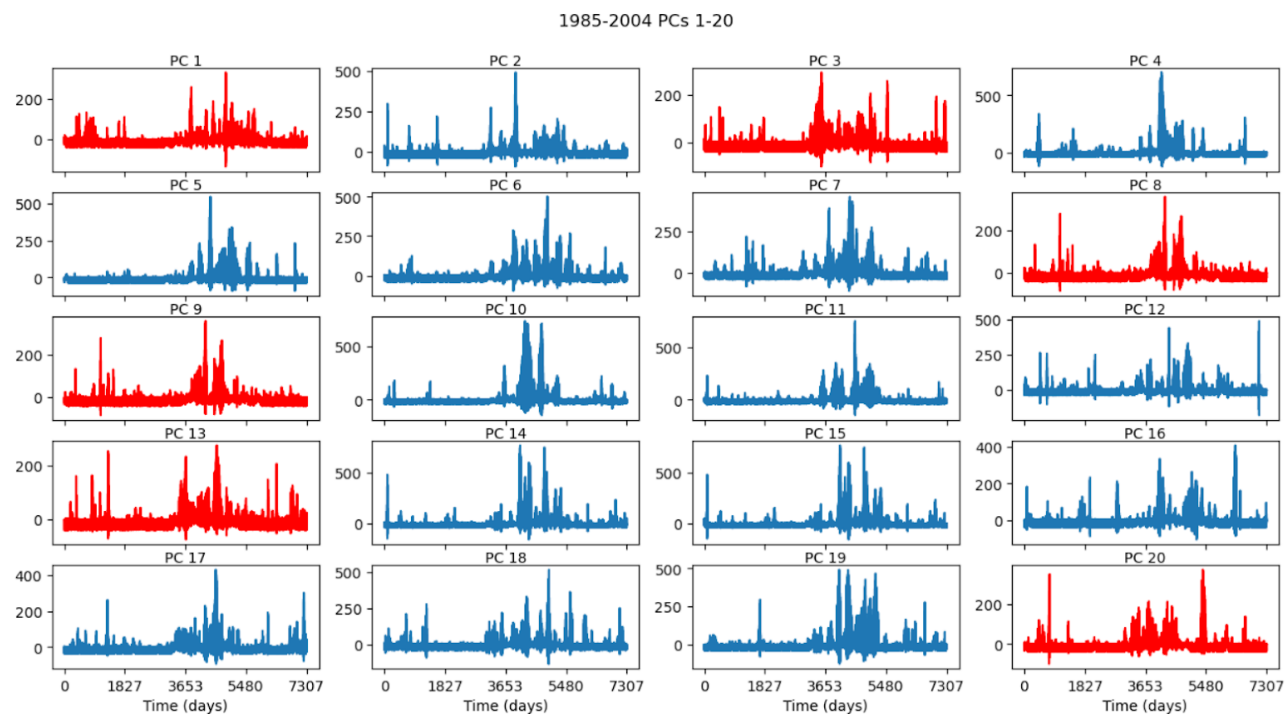 1985-2004 PCs 1-20
PC 1
PC 2
PC 3
PC 4
200
0
500
250
0
200
0
500
0
PC 5
PC 6
PC 7
PC 8
500
250
0
500
250
0
400
200
0
200
0
PC 9
PC 10
PC 11
PC 12
200
0
500
0
500
0
500
250
0
PC 13
PC 14
PC 15
PC 16
200
0
500
0
500
0
400
200
0
PC 17
PC 18
PC 19
PC 20
400
200
0
500
250
0
500
250
0
200
0
0 1827 3653 5480 7307
0 1827 3653 5480 7307
0 1827 3653 5480 7307
0 1827 3653 5480 7307
Time (days)
Time (days)
Time (days)
Time (days)